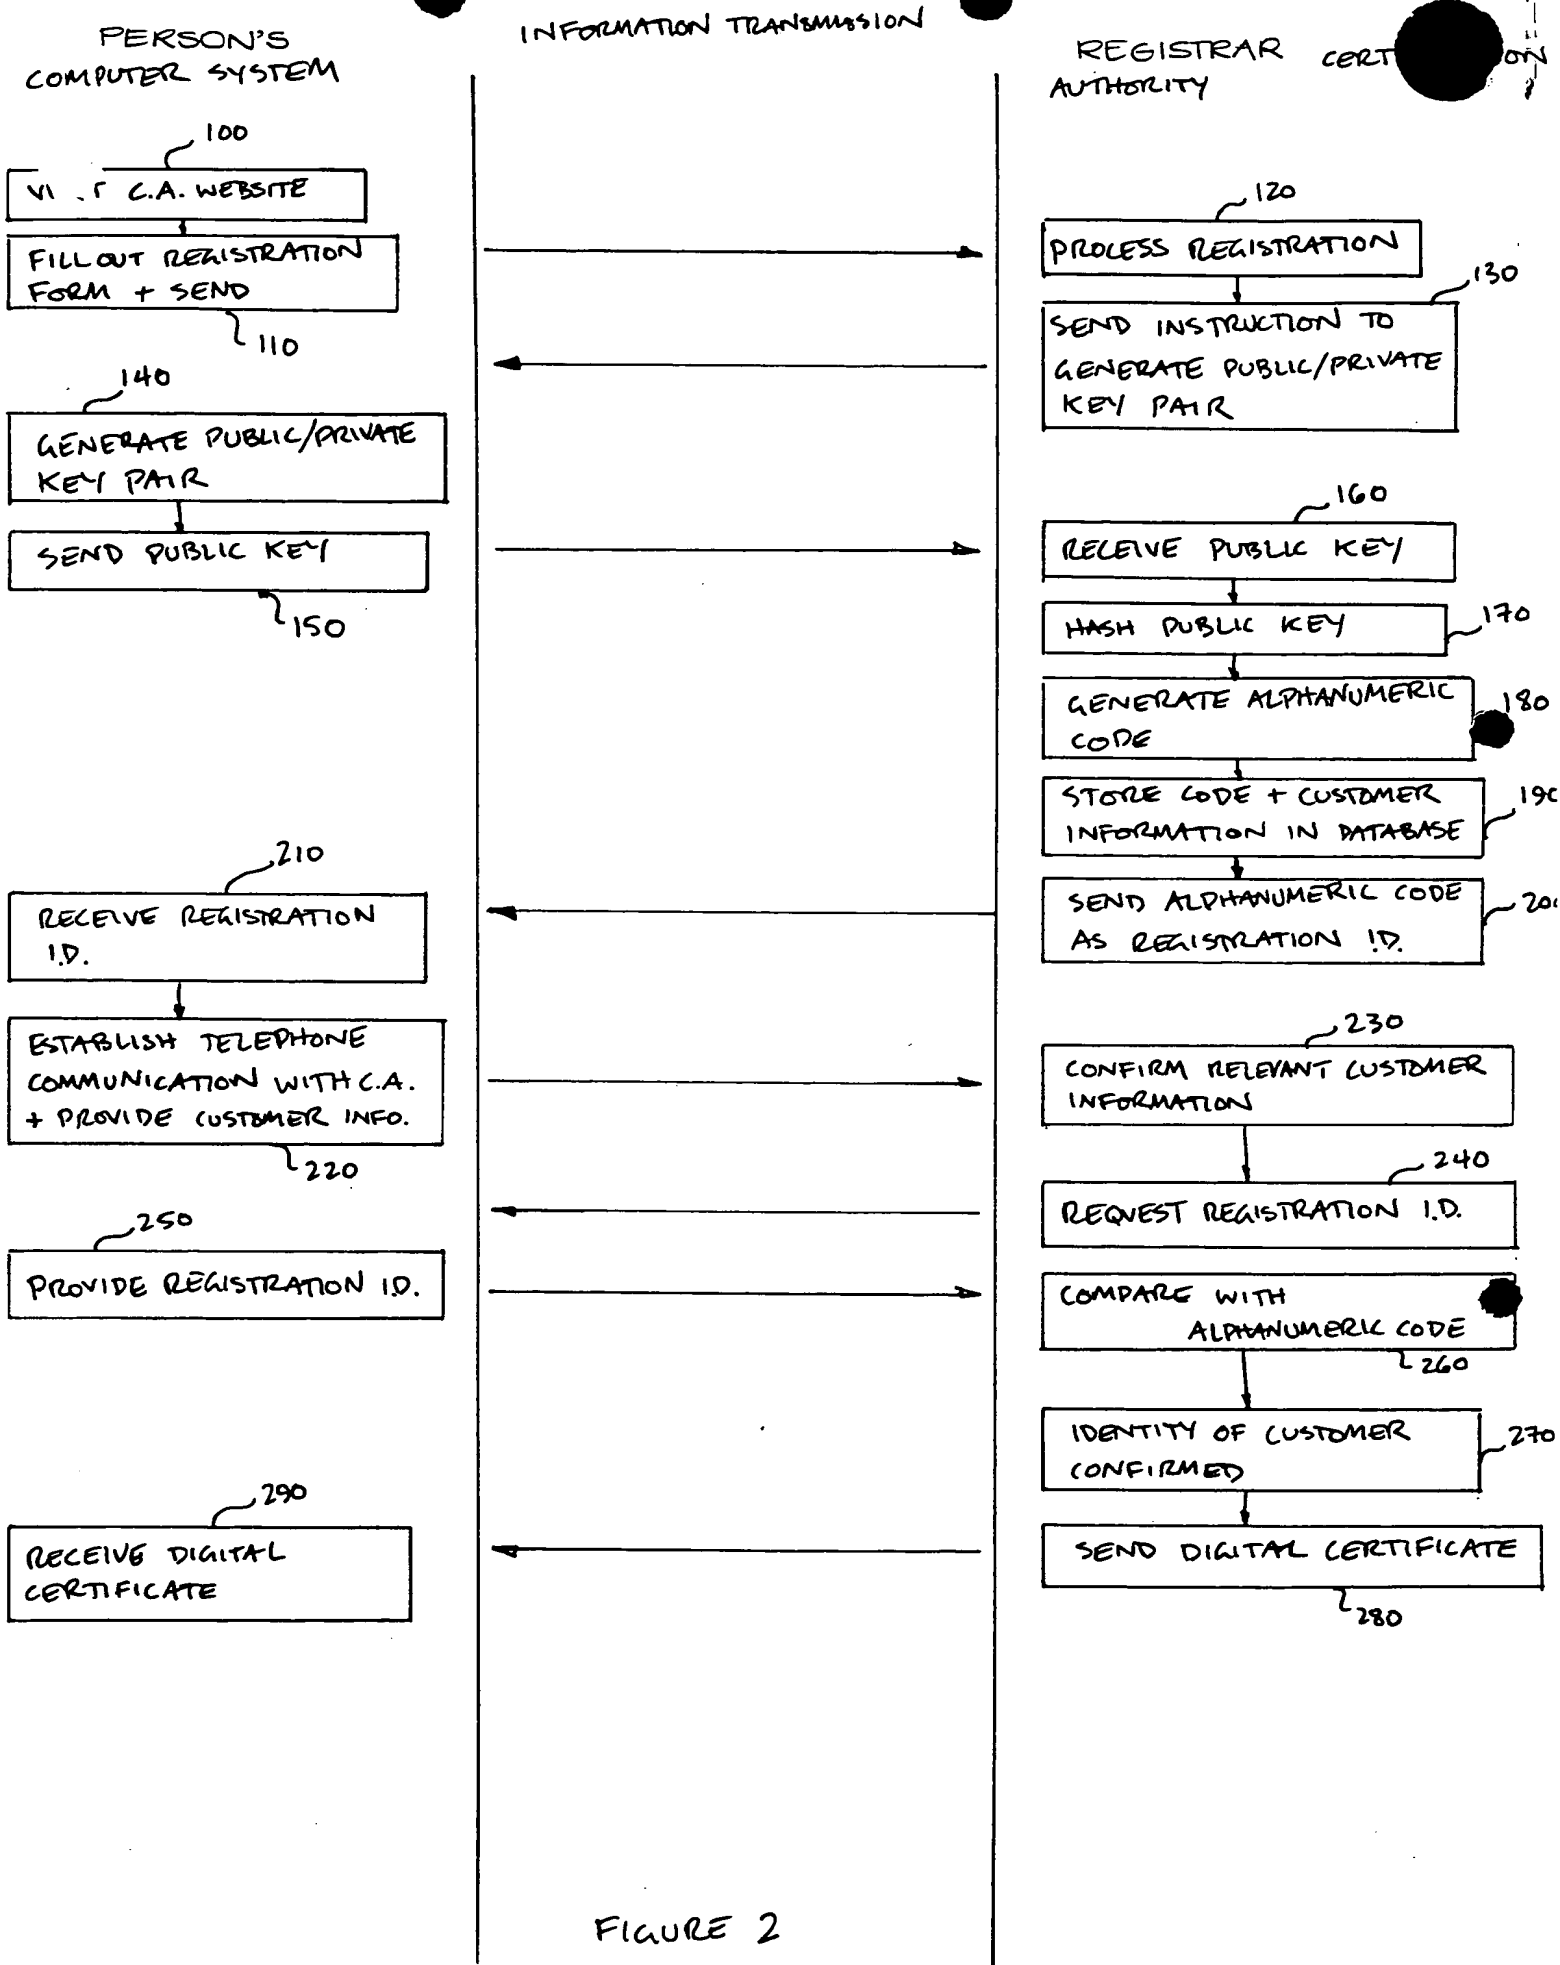 PERSON'S
COMPUTER SYSTEM
INFORMATION TRANSMISSION
REGISTRAR
AUTHORITY
100
C.A. WEBSITE
FILL OUT REGISTRATION
FORM + SEND
110
120
PROCESS REGISTRATION
130
SEND INSTRUCTION TO
GENERATE PUBLIC/PRIVATE
KEY PAIR
140
GENERATE PUBLIC/PRIVATE
KEY PAIR
SEND PUBLIC KEY
150
160
RECEIVE PUBLIC KEY
HASH PUBLIC KEY
170
GENERATE ALPHANUMERIC
CODE
180
STORE CODE + CUSTOMER
INFORMATION IN DATABASE
SEND ALPHANUMERIC CODE
AS REGISTRATION I.D.
210
RECEIVE REGISTRATION
I.D.
ESTABLISH TELEPHONE
COMMUNICATION WITH C.A.
+ PROVIDE CUSTOMER INFO.
220
230
CONFIRM RELEVANT CUSTOMER
INFORMATION
240
REQUEST REGISTRATION I.D.
250
PROVIDE REGISTRATION I.D.
COMPARE WITH
ALPHANUMERIC CODE
260
IDENTITY OF CUSTOMER
CONFIRMED
270
SEND DIGITAL CERTIFICATE
280
290
RECEIVE DIGITAL
CERTIFICATE
FIGURE 2